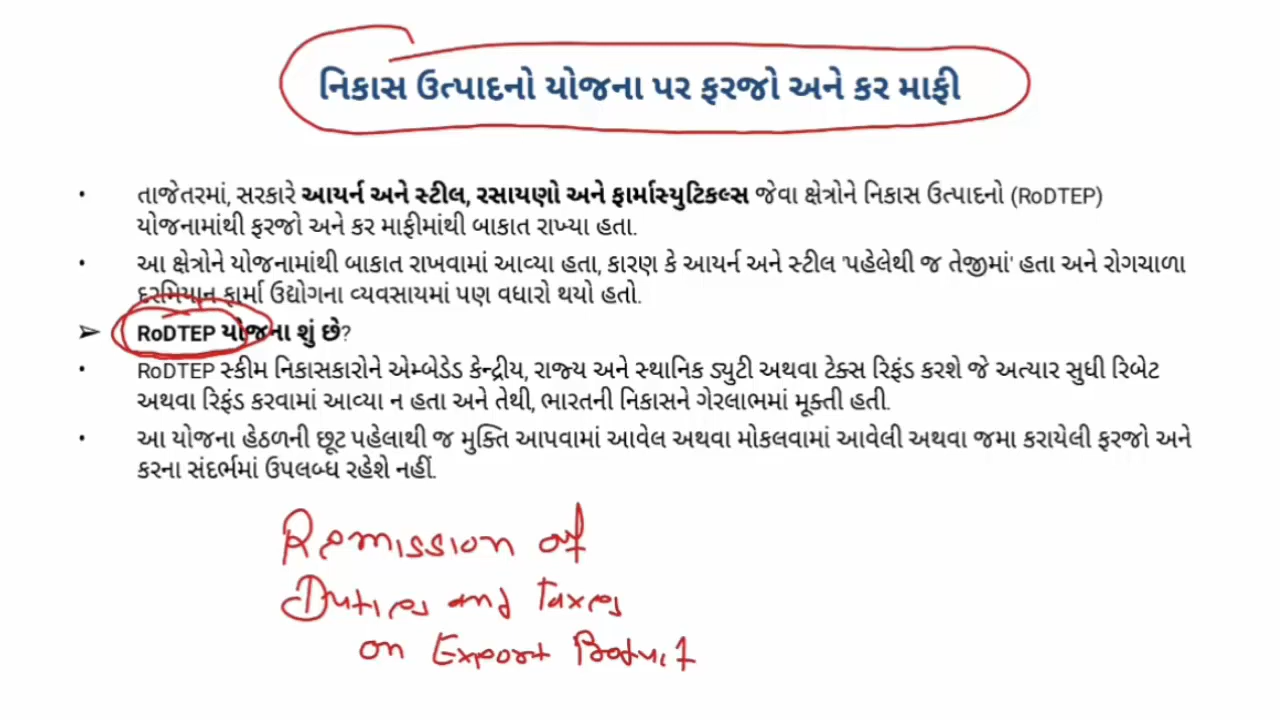 નિકાસ ઉત્પાદનો યોજના પર ફરજો અને કર માફી
• તાજેતરમાં, સરકારે આયર્ન અને સ્ટીલ, રસાયણો અને ફાર્માસ્યુટિકલ્સ જેવા ક્ષેત્રોને નિકાસ ઉત્પાદનો (RoDTEP)
યોજનામાંથી ફરજો અને કર માફીમાંથી બાકાત રાખ્યા હતા.
• આ ક્ષેત્રોને યોજનામાંથી બાકાત રાખવામાં આવ્યા હતા, કારણ કે આયર્ન અને સ્ટીલ 'પહેલેથી જ તેજીમાં' હતા અને રોગચાળા
દરમિયાન ફાર્મા ઉદ્યોગના વ્યવસાયમાં પણ વધારો થયો હતો.
➢ RoDTEP યોજના શું છે?
• RoDTEP સ્કીમ નિકાસકારોને એમ્બેડેડ કેન્દ્રીય, રાજ્ય અને સ્થાનિક ડ્યુટી અથવા ટેક્સ રિફંડ કરશે જે અત્યાર સુધી રિબેટ
અથવા રિફંડ કરવામાં આવ્યા ન હતા અને તેથી, ભારતની નિકાસને ગેરલાભમાં મૂક્તી હતી.
• આ યોજના હેઠળની છૂટ પહેલાથી જ મુક્તિ આપવામાં આવેલ અથવા મોકલવામાં આવેલી અથવા જમા કરાયેલી ફરજો અને
કરના સંદર્ભમાં ઉપલબ્ધ રહેશે નહીં.
Remission of
Duties and Taxes
on Export